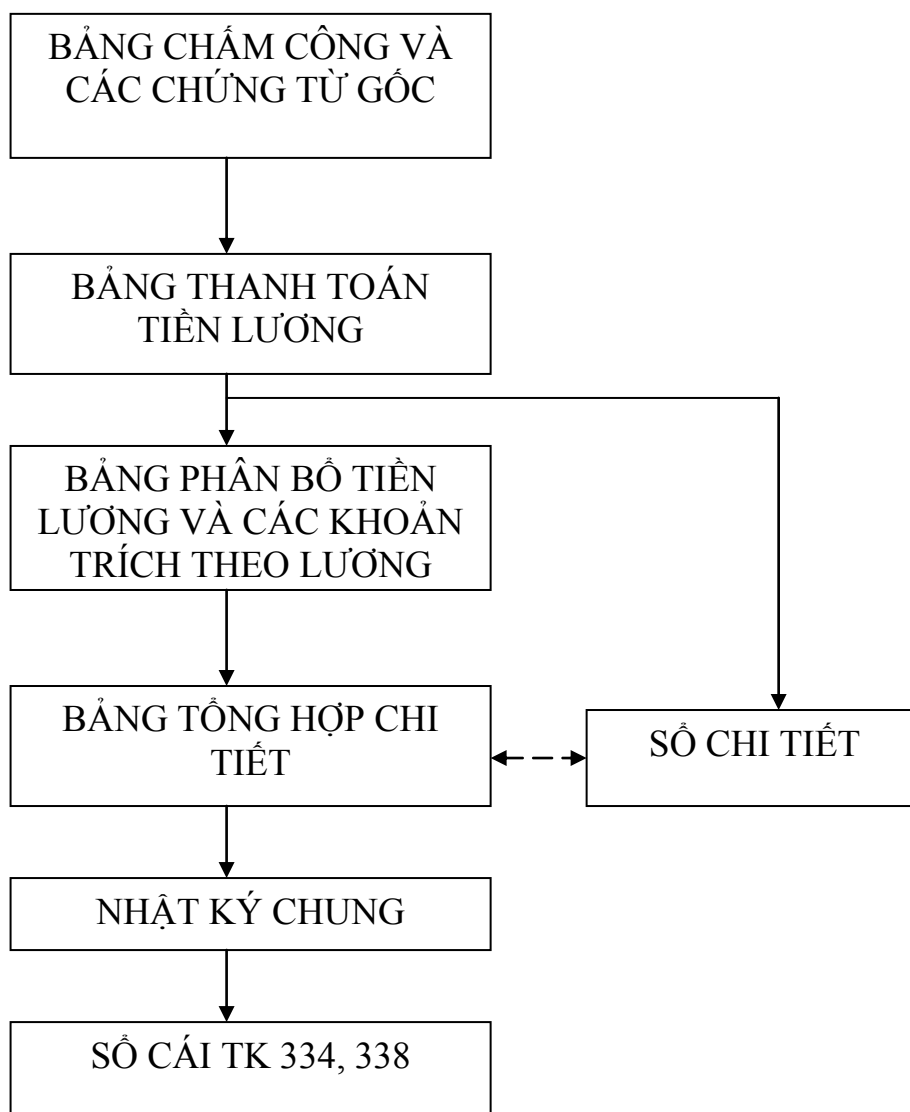 BẢNG CHẤM CÔNG VÀ
CÁC CHỨNG TỪ GỐC
BẢNG THANH TOÁN
TIỀN LƯƠNG
BẢNG PHÂN BỔ TIỀN
LƯƠNG VÀ CÁC KHOẢN
TRÍCH THEO LƯƠNG
BẢNG TỔNG HỢP CHI
TIẾT
SỔ CHI TIẾT
NHẬT KÝ CHUNG
SỔ CÁI TK 334, 338